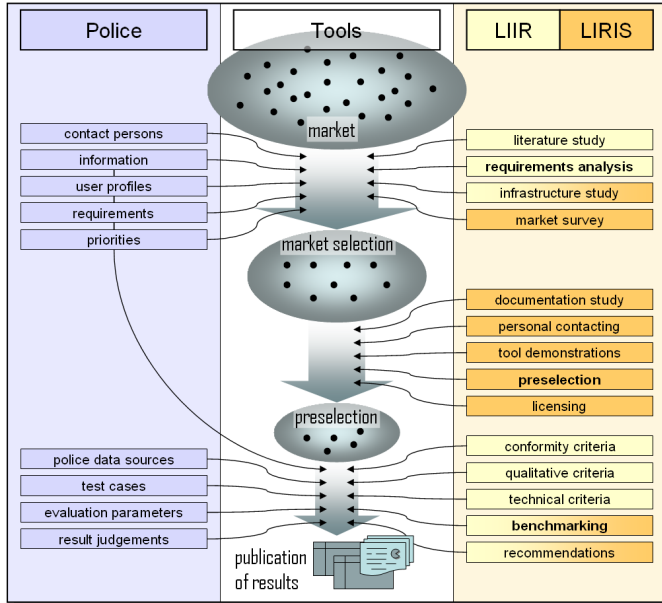 Police
Tools
LIIR
LIRIS
market
contact persons
information
user profiles
requirements
priorities
literature study
requirements analysis
infrastructure study
market survey
market selection
documentation study
personal contacting
tool demonstrations
preselection
licensing
preselection
police data sources
test cases
evaluation parameters
result judgements
conformity criteria
qualitative criteria
technical criteria
benchmarking
recommendations
publication
of results